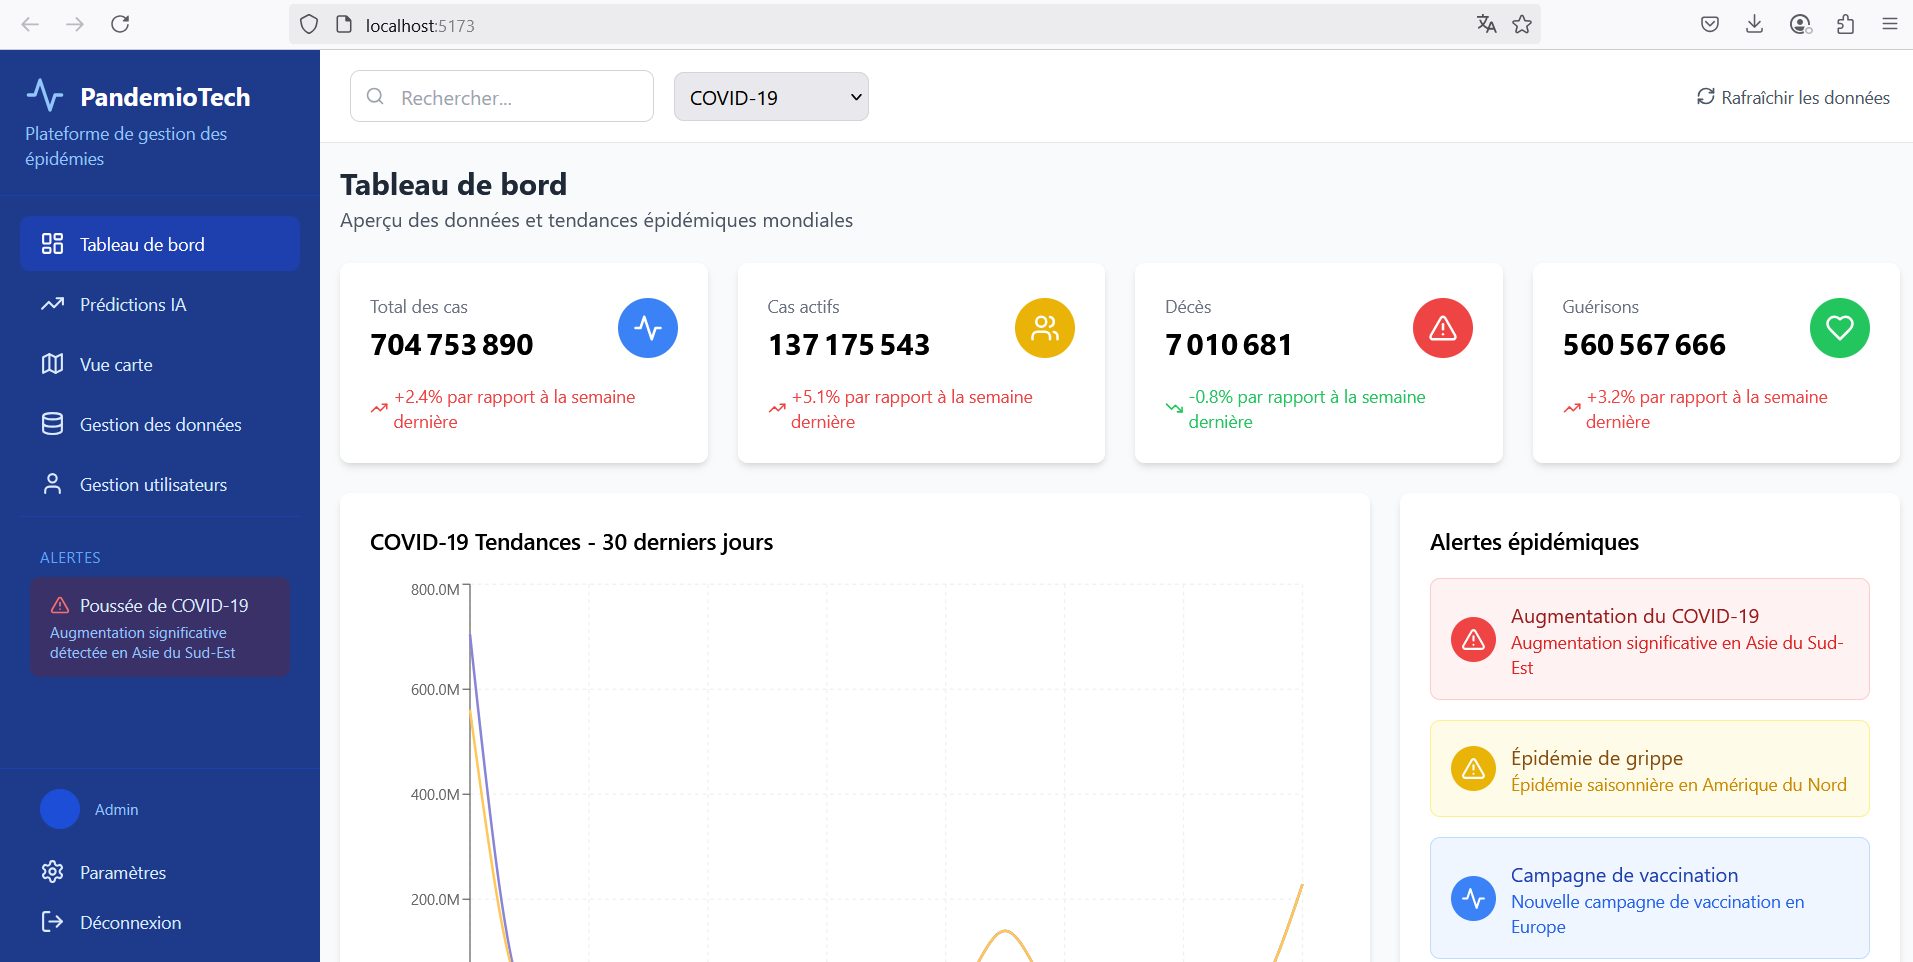 localhost:5173
PandemioTech
Plateforme de gestion des
épidémies
Tableau de bord
Prédictions IA
Vue carte
Gestion des données
Gestion utilisateurs
ALERTES
Poussée de COVID-19
Augmentation significative
détectée en Asie du Sud-Est
Admin
Paramètres
Déconnexion
Rechercher...
COVID-19
Rafraîchir les données
Tableau de bord
Aperçu des données et tendances épidémiques mondiales
Total des cas
704 753 890
+2.4% par rapport à la semaine
dernière
Cas actifs
137 175 543
+5.1% par rapport à la semaine
dernière
Décès
7 010 681
-0.8% par rapport à la semaine
dernière
Guérisons
560 567 666
+3.2% par rapport à la semaine
dernière
COVID-19 Tendances - 30 derniers jours
800.0M
600.0M
400.0M
200.0M
Alertes épidémiques
Augmentation du COVID-19
Augmentation significative en Asie du Sud-
Est
Épidémie de grippe
Épidémie saisonnière en Amérique du Nord
Campagne de vaccination
Nouvelle campagne de vaccination en
Europe